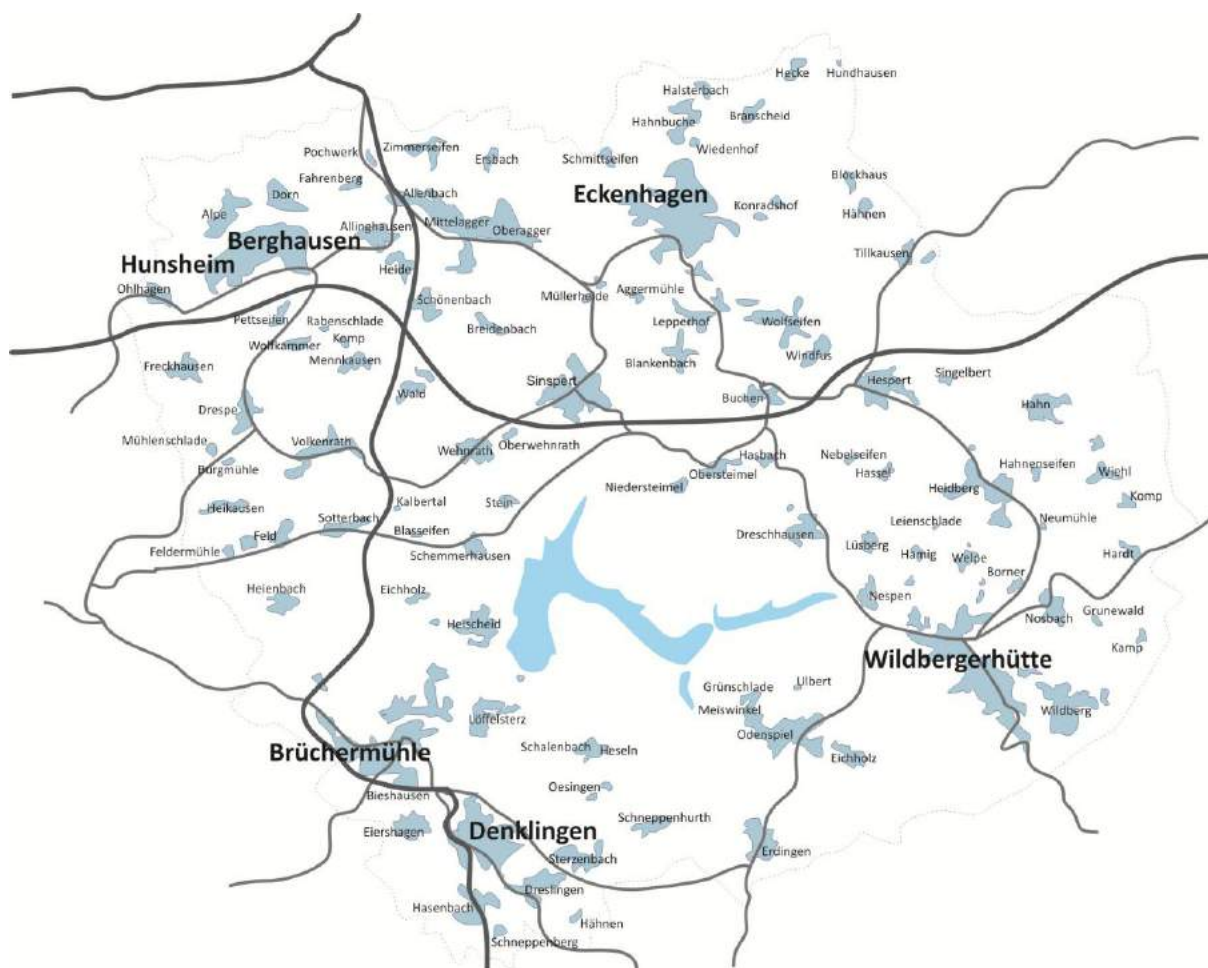 Hecke
Hundhausen
Halsterbach
Hahnbuche
Branscheid
Wiedenhof
Pochwerk
Zimmerseifen
Ersbach
Schmittseifen
Fahrenberg
Dorn
Allenbach
Eckenhagen
Blockhaus
Alpe
Mittelagger
Konradshof
Hähnen
Allinghausen
Oberagger
Berghausen
Tillkausen
Hunsheim
Heide
Ohlhagen
Müllerheide
Aggermühle
Schönenbach
Pettseifen
Rabenschlade
Breidenbach
Lepperhof
Wolfseifen
Wolfkammer
Komp
Mennkausen
Freckhausen
Blankenbach
Windfus
Sinspert
Hespert
Singelbert
Wald
Buchen
Hahn
Drespe
Mühlenschlade
Volkenrath
Wehnrath
Oberwehnrath
Hasbach
Nebelseifen
Burgmühle
Obersteimel
Hassel
Hahnenseifen
Wiehl
Niedersteimel
Heidberg
Komp
Heikausen
Kalbertal
Stein
Sotterbach
Leienschlade
Neumühle
Feld
Blasseifen
Dreschhausen
Feldermühle
Schemmerhausen
Lüsberg
Hamig
Welpe
Hardt
Borner
Heienbach
Eichholz
Nespen
Nosbach
Grunewald
Hetscheid
Kamp
Wildbergerhütte
Grünschlade
Ulbert
Meiswinkel
Wildberg
Löffelsterz
Odenspiel
Brüchermühle
Schalenbach
Heseln
Eichholz
Oesingen
Bieshausen
Schneppenhurth
Eiershagen
Denklingen
Erdingen
Sterzenbach
Dreslingen
Hasenbach
Hähnen
Schneppenberg